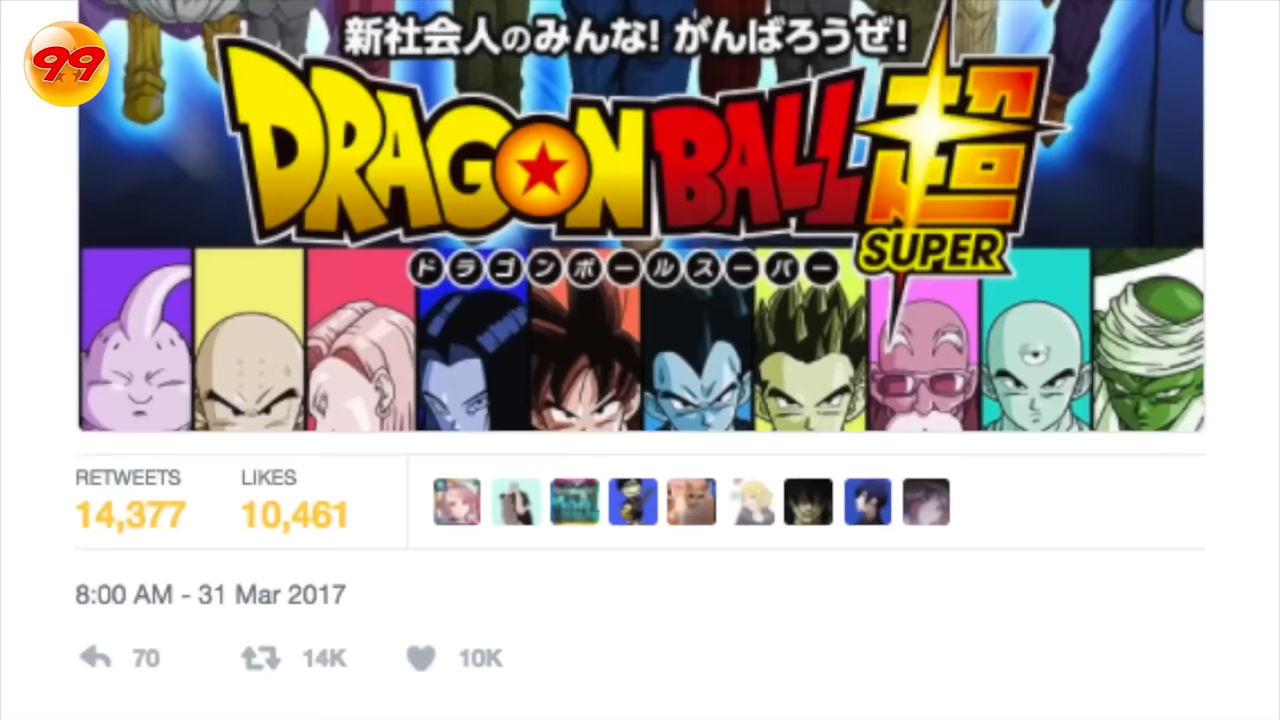 新社会人のみんな! がんばろうぜ!
99
DRAGON BALL 超
SUPER
ドラゴンボールスーパー
RETWEETS LIKES
14,377 10,461
8:00 AM - 31 Mar 2017
70 14K 10K